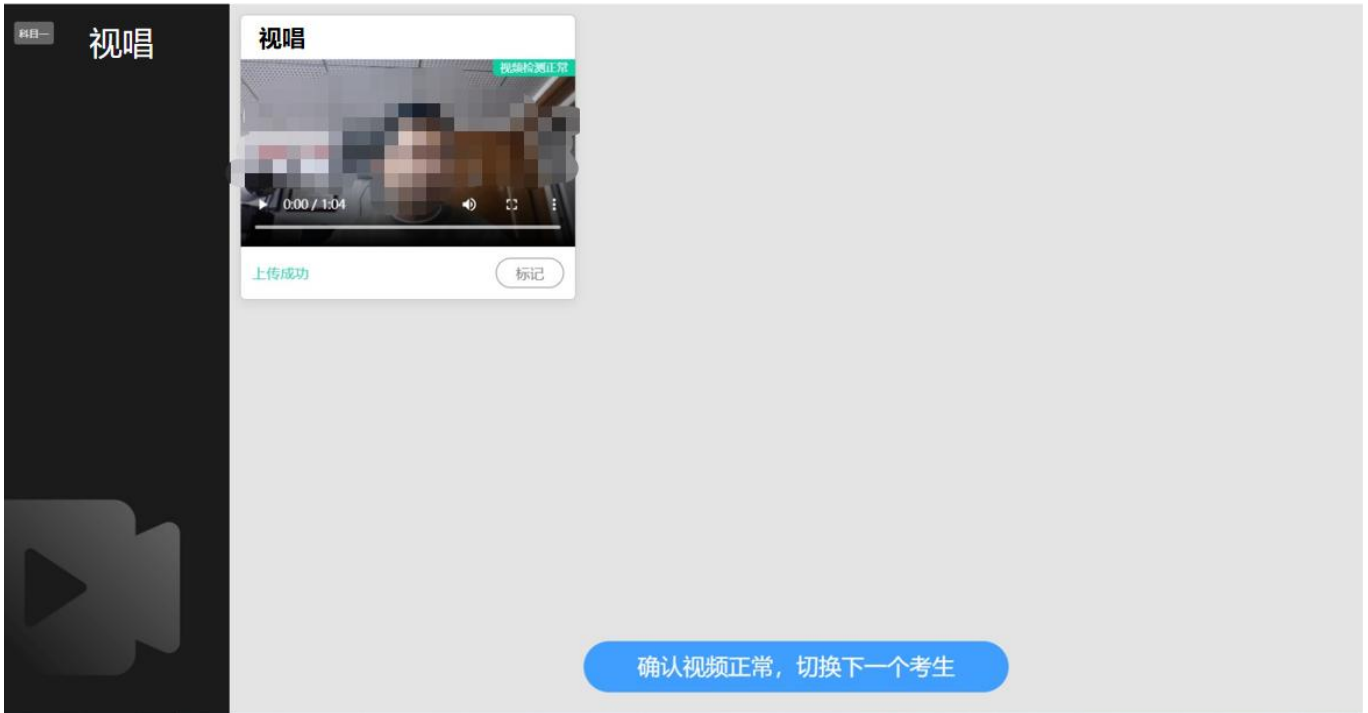 科目一
视唱
视唱
视频检测正常
0:00 / 1:04
上传成功
标记
确认视频正常，切换下一个考生